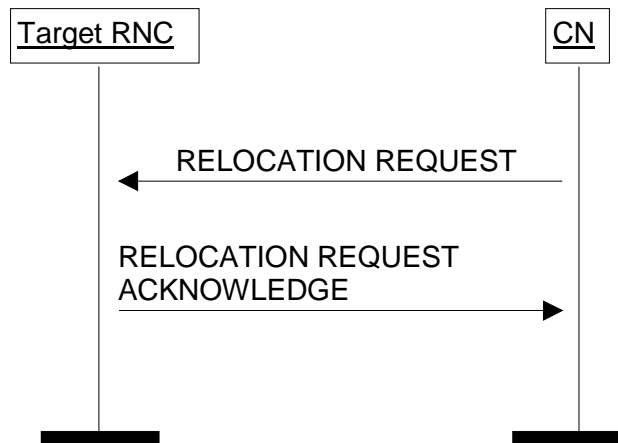 Target RNC
CN
RELOCATION REQUEST
RELOCATION REQUEST
ACKNOWLEDGE